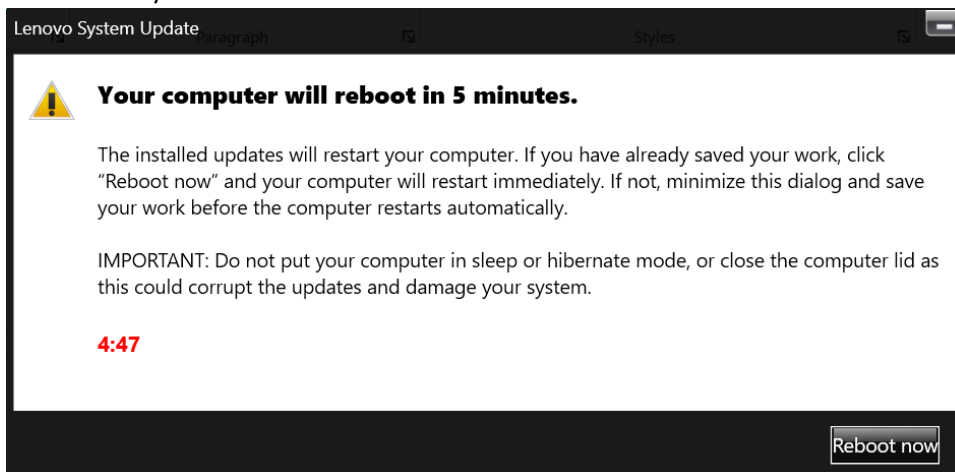 Lenovo System Update
Paragraph
Styles
Your computer will reboot in 5 minutes.
The installed updates will restart your computer. If you have already saved your work, click
“Reboot now” and your computer will restart immediately. If not, minimize this dialog and save
your work before the computer restarts automatically.
IMPORTANT: Do not put your computer in sleep or hibernate mode, or close the computer lid as
this could corrupt the updates and damage your system.
4:47
Reboot now